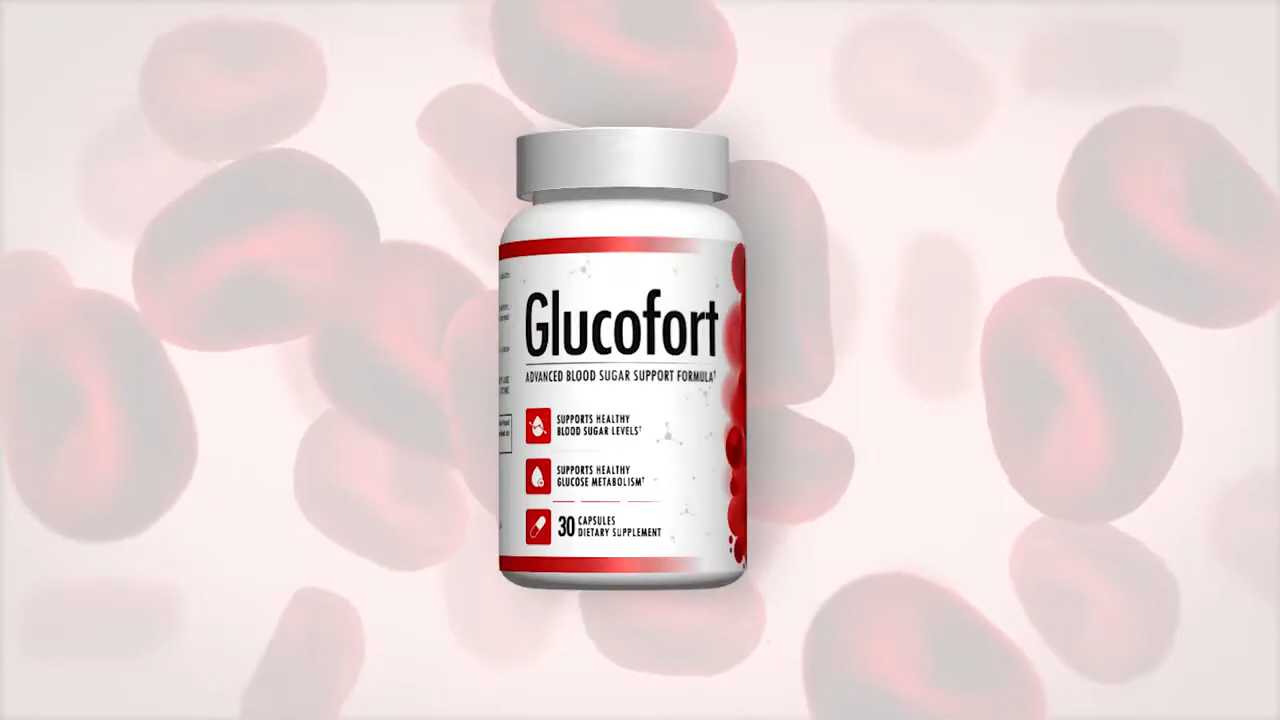 Glucofort
ADVANCED BLOOD SUGAR SUPPORT FORMULA†
SUPPORTS HEALTHY
BLOOD SUGAR LEVELS†
SUPPORTS HEALTHY
GLUCOSE METABOLISM†
30 CAPSULES
DIETARY SUPPLEMENT